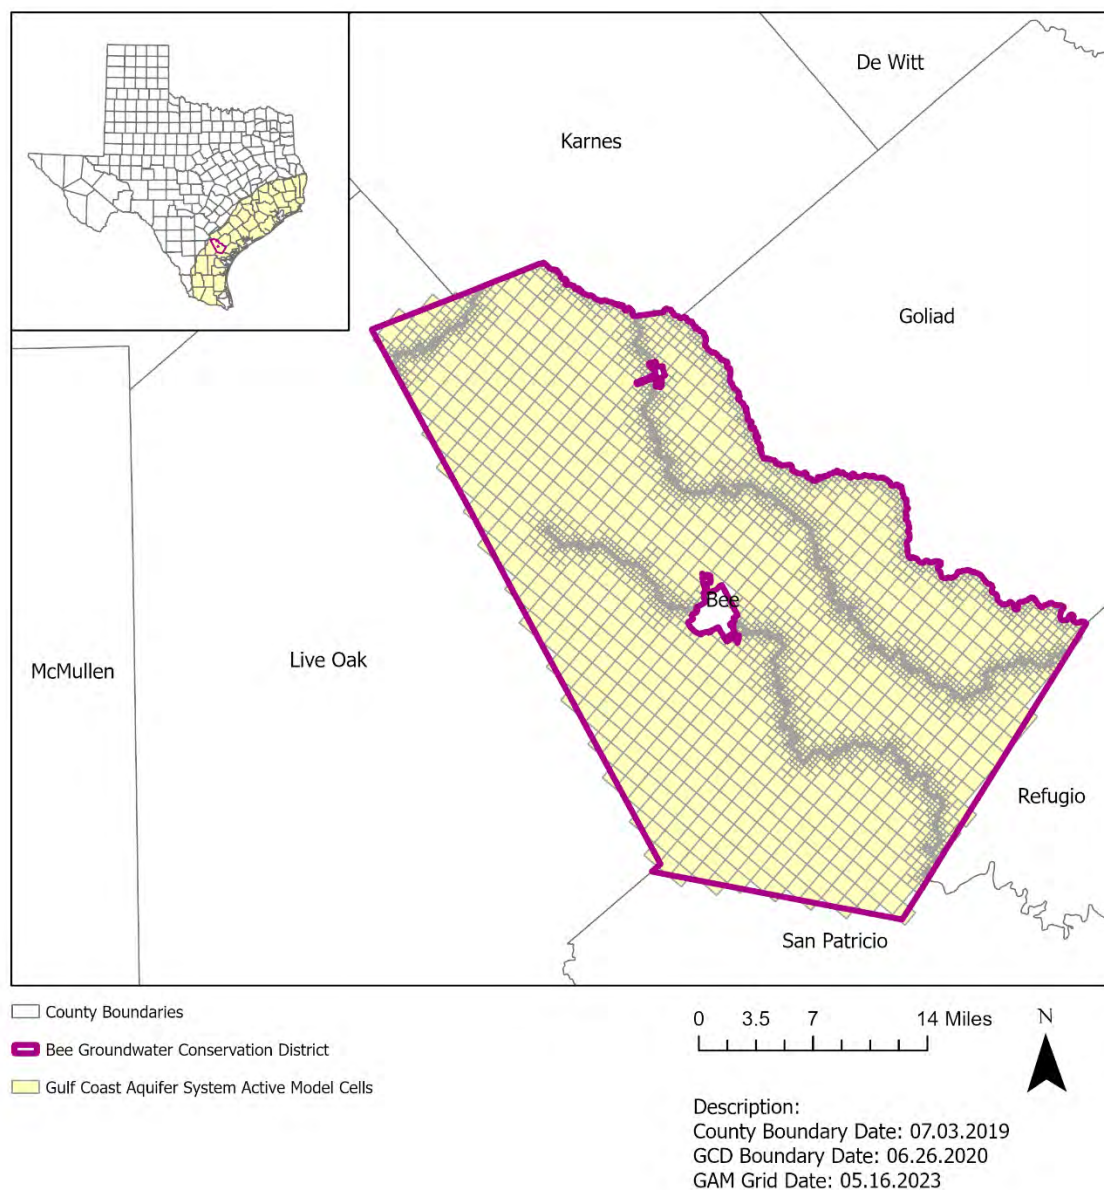 De Witt
Karnes
Goliad
Bee
Live Oak
McMullen
Refugio
San Patricio
County Boundaries
Bee Groundwater Conservation District
Gulf Coast Aquifer System Active Model Cells
0 3.5 7 14 Miles
N
Description:
County Boundary Date: 07.03.2019
GCD Boundary Date: 06.26.2020
GAM Grid Date: 05.16.2023